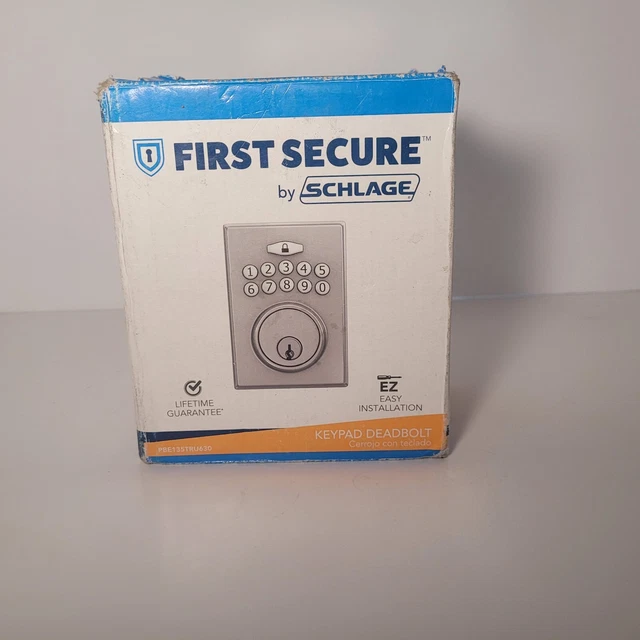 FIRST SECURE™
by SCHLAGE
1 2 3 4 5
6 7 8 9 0
LIFETIME
GUARANTEE*
EZ
EASY
INSTALLATION
KEYPAD DEADBOLT
Cerrojo con teclado